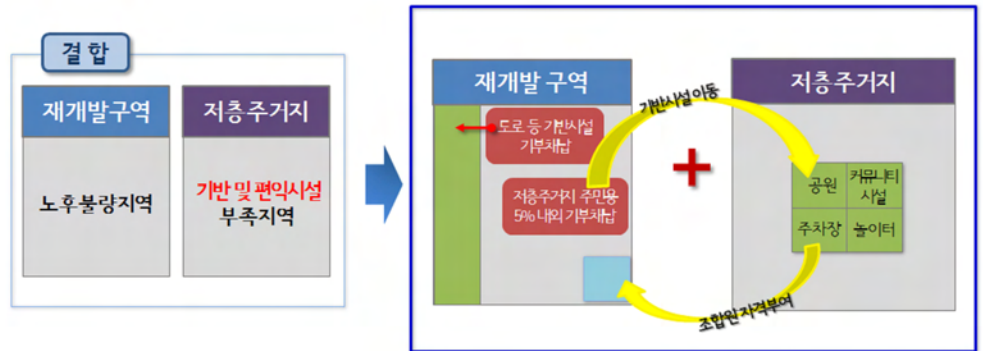 결합
재개발구역
저층주거지
노후불량지역
기반 및 편익시설
부족지역
재개발 구역
저층주거지
기반시설이동
도로 등 기반시설
기부채납
저층주거지 주민용
5% 내외 기부채납
공원
커뮤니티
시설
주차장
놀이터
조합원 자격부여